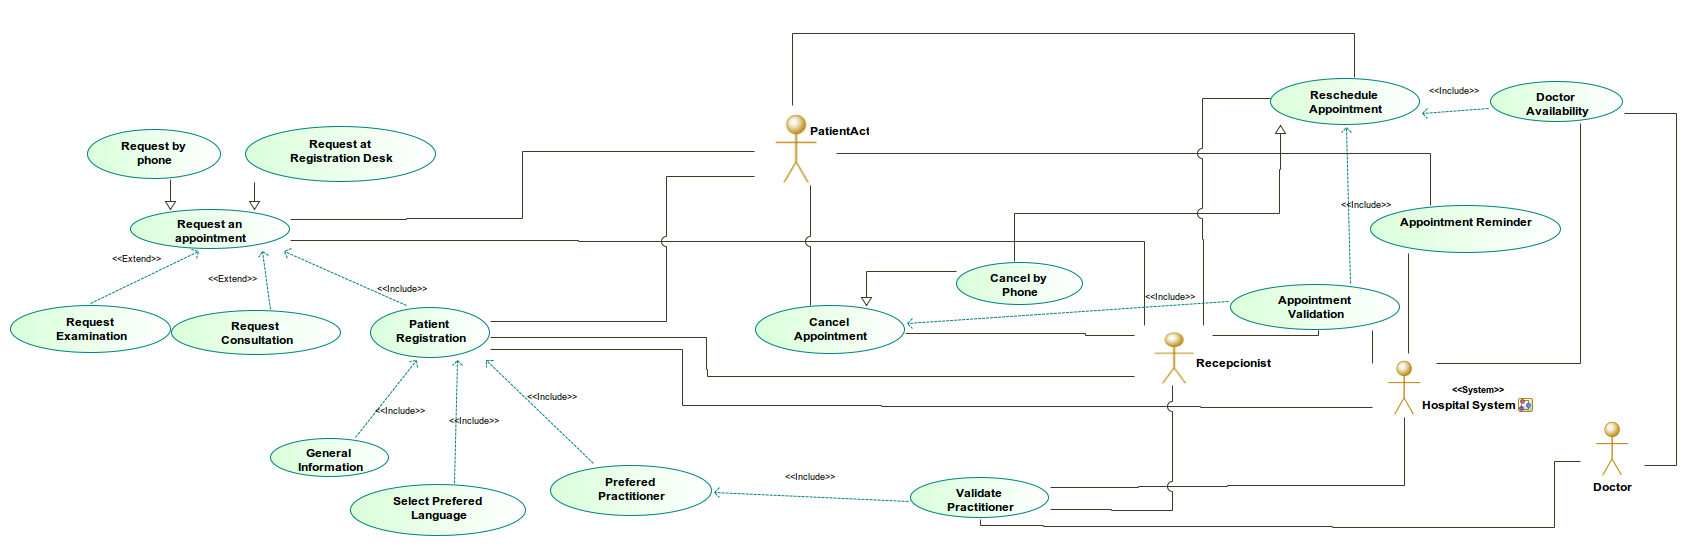 Reschedule
Appointment
<<Include>>
Doctor
Availability
PatientAct
Request by
phone
Request at
Registration Desk
<<Include>>
Request an
appointment
Appointment Reminder
<<Extend>>
<<Extend>>
<<Include>>
Cancel by
Phone
<<Include>>
Appointment
Validation
Request
Examination
Request
Consultation
Patient
Registration
Cancel
Appointment
Recepcionist
<<System>>
Hospital System
<<Include>>
<<Include>>
<<Include>>
General
Information
Select Prefered
Language
Prefered
Practitioner
<<Include>>
Validate
Practitioner
Doctor